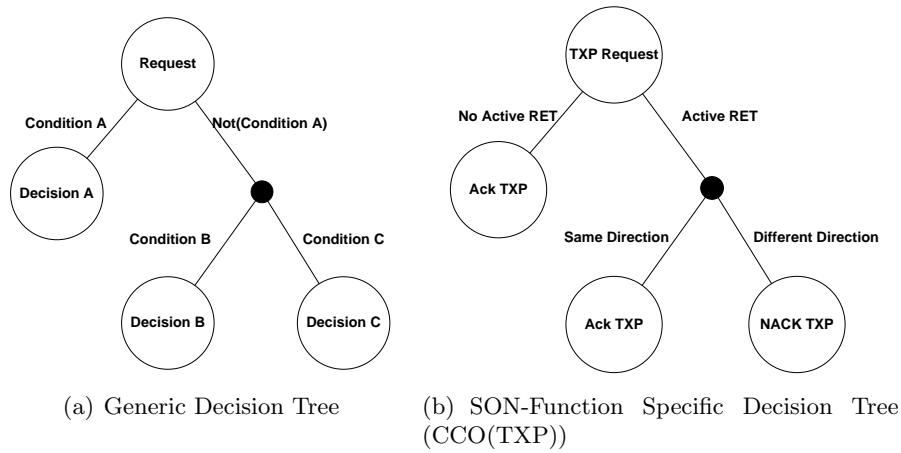 Request
Condition A
Not(Condition A)
Decision A
Condition B
Condition C
Decision B
Decision C
(a) Generic Decision Tree
TXP Request
No Active RET
Active RET
Ack TXP
Same Direction
Different Direction
Ack TXP
NACK TXP
(b) SON-Function Specific Decision Tree
(CCO(TXP))